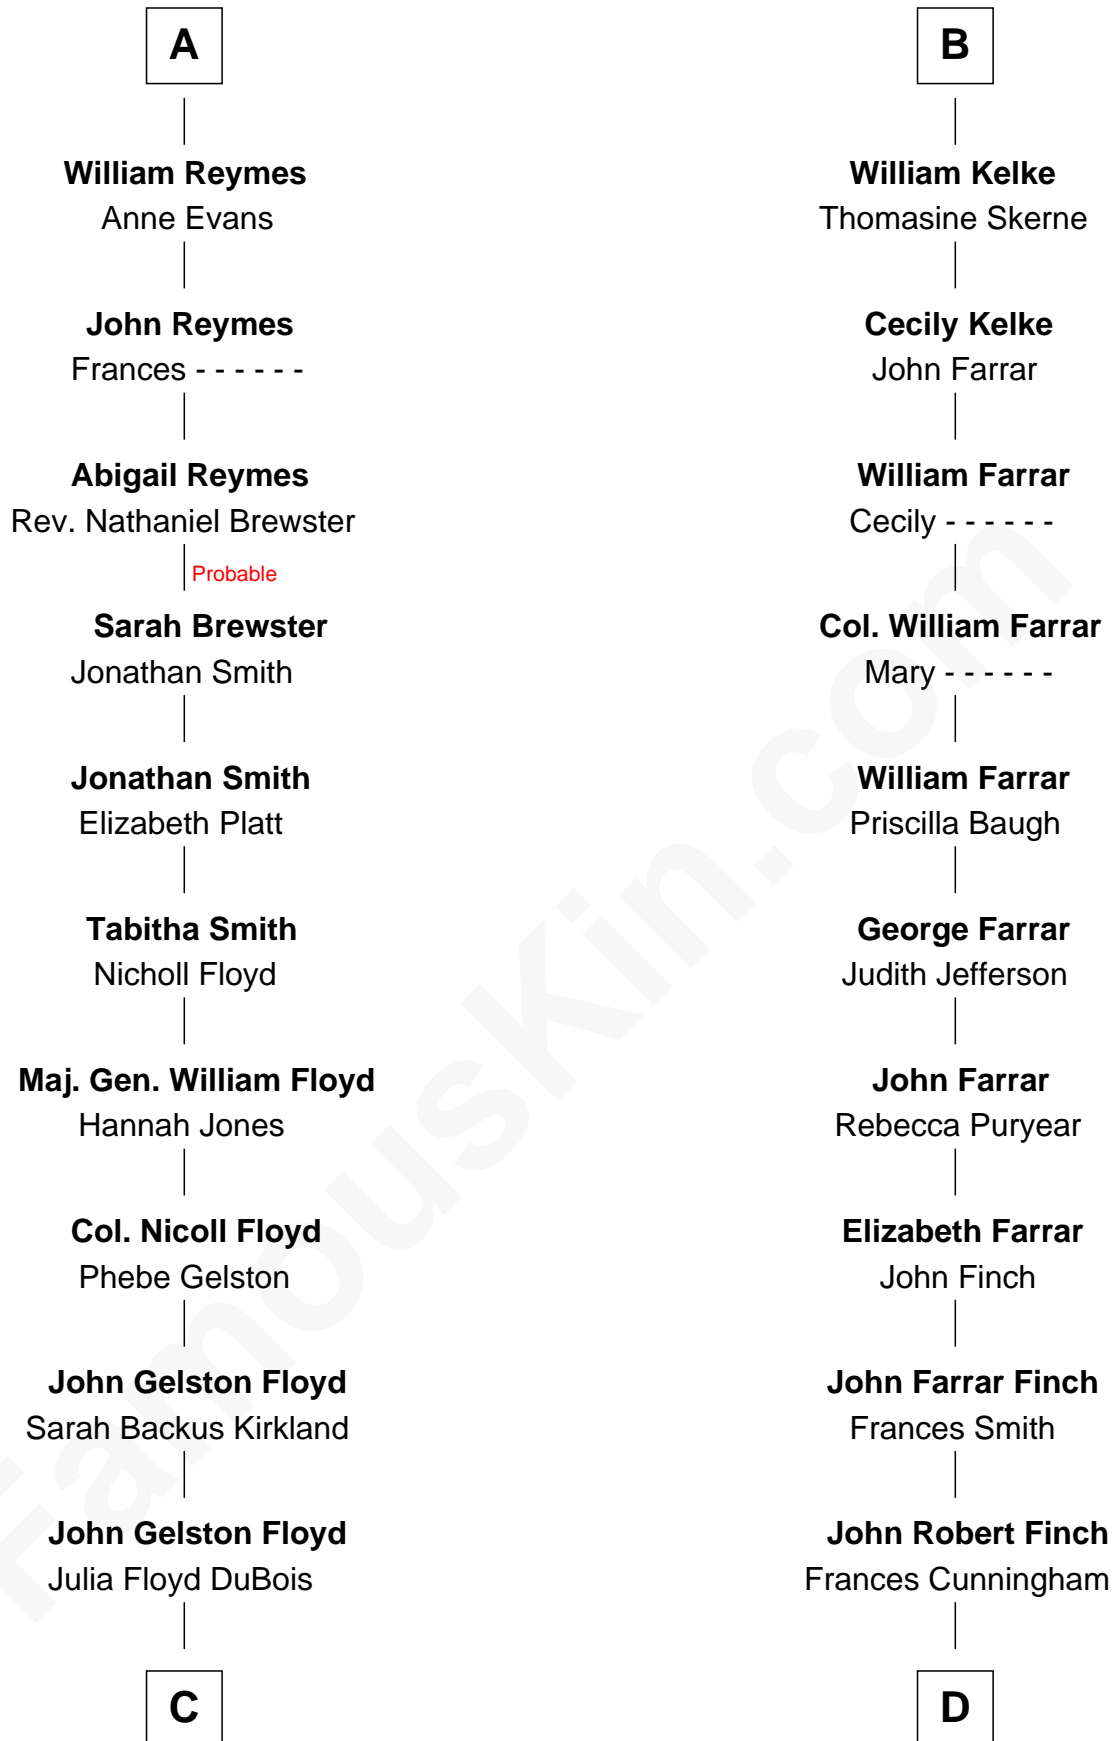 A
William Reymes
Anne Evans
John Reymes
Frances - - - - - -
Abigail Reymes
Rev. Nathaniel Brewster
Probable
Sarah Brewster
Jonathan Smith
Jonathan Smith
Elizabeth Platt
Tabitha Smith
Nicholl Floyd
Maj. Gen. William Floyd
Hannah Jones
Col. Nicoll Floyd
Phebe Gelston
John Gelston Floyd
Sarah Backus Kirkland
John Gelston Floyd
Julia Floyd DuBois
C
B
William Kelke
Thomasine Skerne
Cecily Kelke
John Farrar
William Farrar
Cecily - - - - - -
Col. William Farrar
Mary - - - - - -
William Farrar
Priscilla Baugh
George Farrar
Judith Jefferson
John Farrar
Rebecca Puryear
Elizabeth Farrar
John Finch
John Farrar Finch
Frances Smith
John Robert Finch
Frances Cunningham
D
FamousKin.com